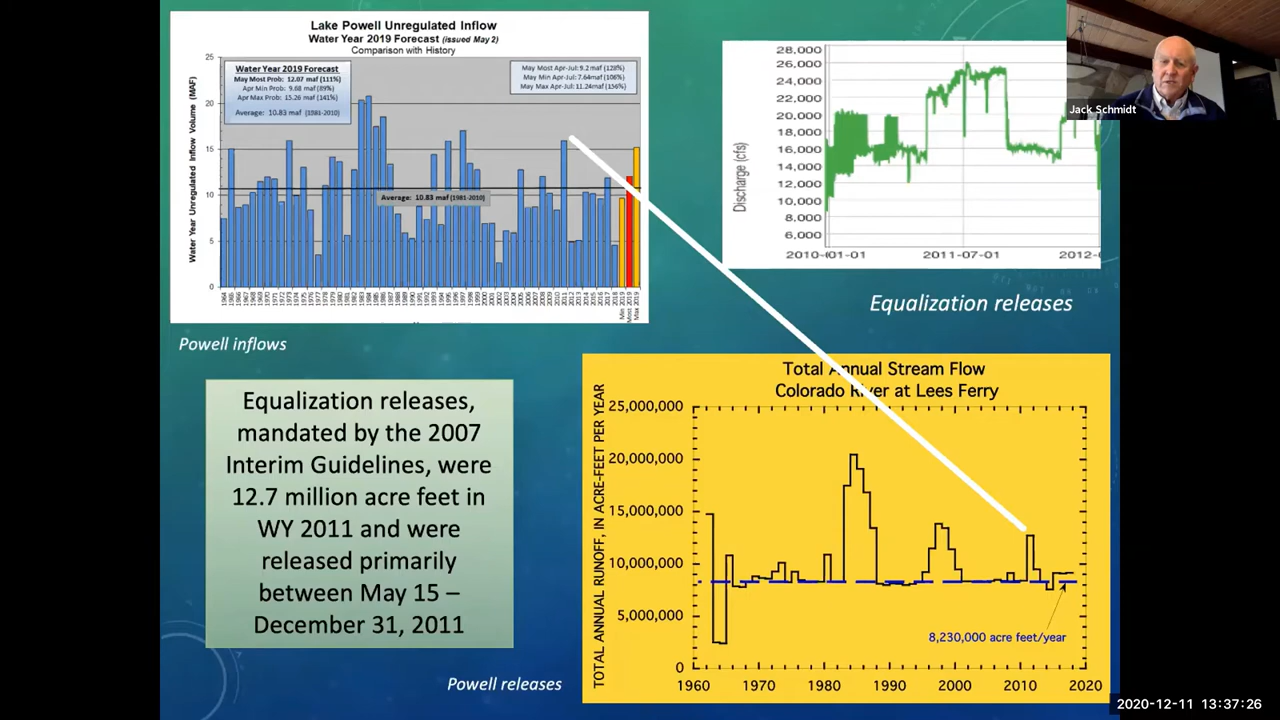 Lake Powell Unregulated Inflow
Water Year 2019 Forecast (issued May 2)
Comparison with History
Water Year Unregulated Inflow Volume (MAF)
25
20
15
10
5
0
Water Year 2019 Forecast
May Most Prob: 12.07 maf (111%)
Apr Min Prob: 9.68 maf (89%)
Apr Max Prob: 15.26 maf (141%)
Average: 10.83 maf (1981-2010)
May Most Apr-Jul: 9.2 maf (128%)
May Min Apr-Jul: 7.64maf (106%)
May Max Apr-Jul: 11.24maf (156%)
Average: 10.83 maf (1981-2010)
Powell inflows
28,000
26,000
24,000
22,000
20,000
18,000
16,000
14,000
12,000
10,000
8,000
6,000
Discharge (cfs)
2010-01-01
2011-07-01
2012-
Jack Schmidt
Equalization releases
Equalization releases,
mandated by the 2007
Interim Guidelines, were
12.7 million acre feet in
WY 2011 and were
released primarily
between May 15 –
December 31, 2011
Total Annual Stream Flow
Colorado River at Lees Ferry
TOTAL ANNUAL RUNOFF, IN ACRE-FEET PER YEAR
25,000,000
20,000,000
15,000,000
10,000,000
5,000,000
0
8,230,000 acre feet/year
1960 1970 1980 1990 2000 2010 2020
Powell releases
2020-12-11 13:37:26